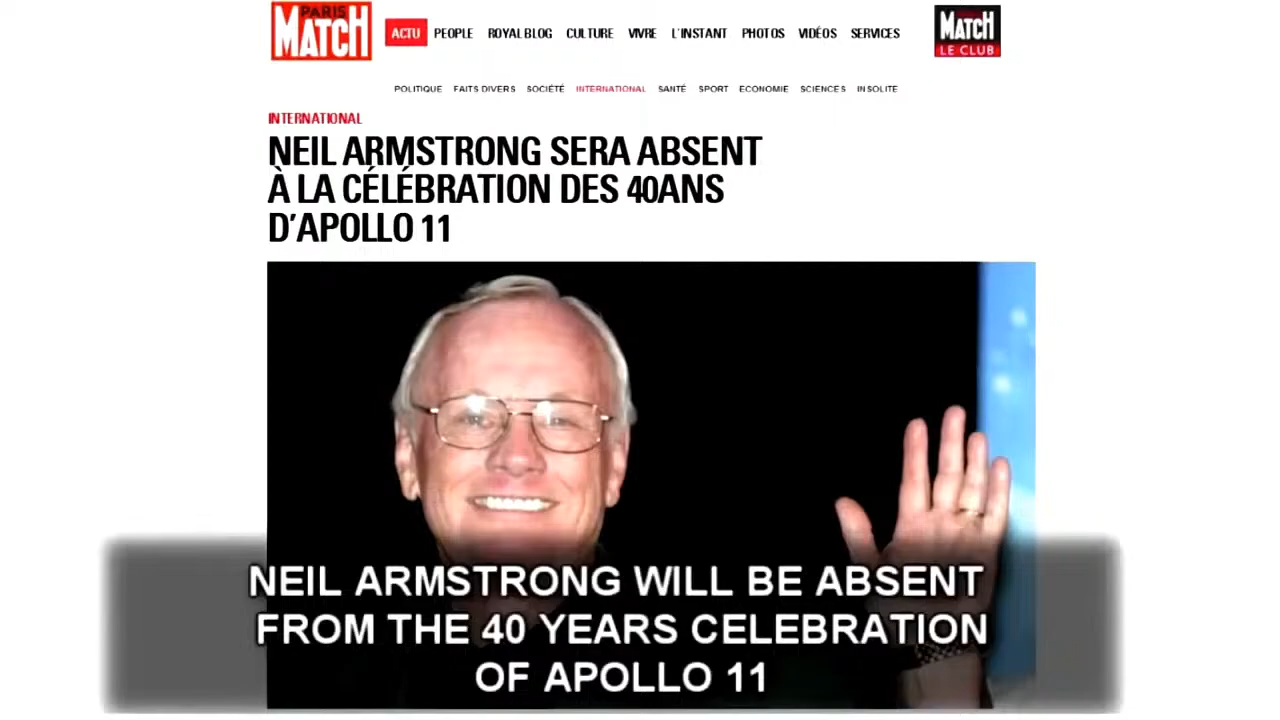 PARIS
MATCH
ACTU PEOPLE ROYAL BLOG CULTURE VIVRE L'INSTANT PHOTOS VIDÉOS SERVICES
PARIS
MATCH
LE CLUB
POLITIQUE FAITS DIVERS SOCIÉTÉ INTERNATIONAL SANTÉ SPORT ECONOMIE SCIENCES INSOLITE
INTERNATIONAL
NEIL ARMSTRONG SERA ABSENT
À LA CÉLÉBRATION DES 40ANS
D'APOLLO 11
NEIL ARMSTRONG WILL BE ABSENT
FROM THE 40 YEARS CELEBRATION
OF APOLLO 11